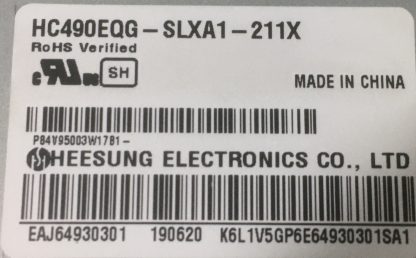 HC490EQG-SLXA1-211X
RoHS Verified
SH
MADE IN CHINA
P84V95003W1781-
HEESUNG ELECTRONICS CO., LTD
EAJ64930301 190620 K6L1V5GP6E64930301SA1